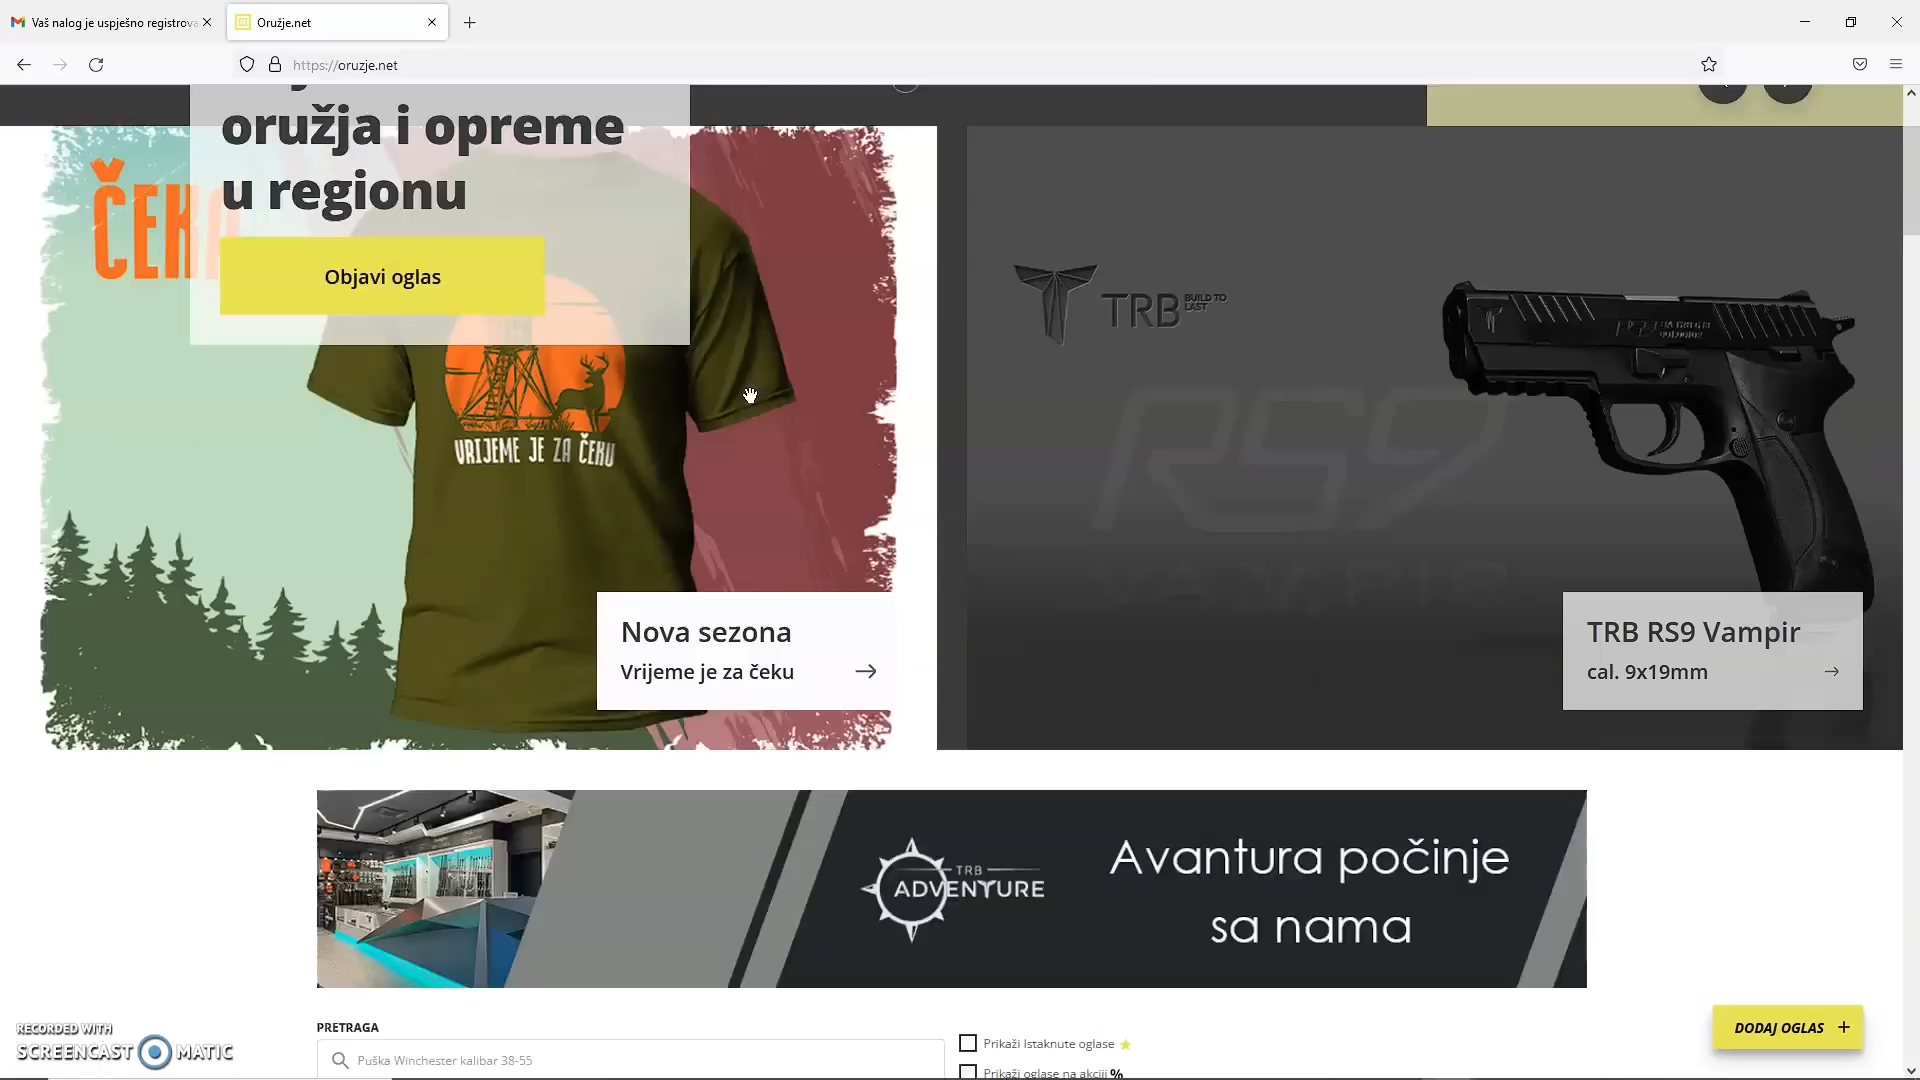 Vaš nalog je uspješno registrova
Oružje.net
https://oruzje.net
oružja i opreme
u regionu
Objavi oglas
VRIJEME JE ZA ČEKU
Nova sezona
Vrijeme je za čeku
TRB BUILD TO LAST
RS9
VAMPIR
TRB RS9 Vampir
cal. 9x19mm
TRB
ADVENTURE
Avantura počinje
sa nama
PRETRAGA
Puška Winchester kalibar 38-55
Prikaži Istaknute oglase
Prikaži oglase na akciji %
DODAJ OGLAS +
RECORDED WITH
SCREENCAST MATIC